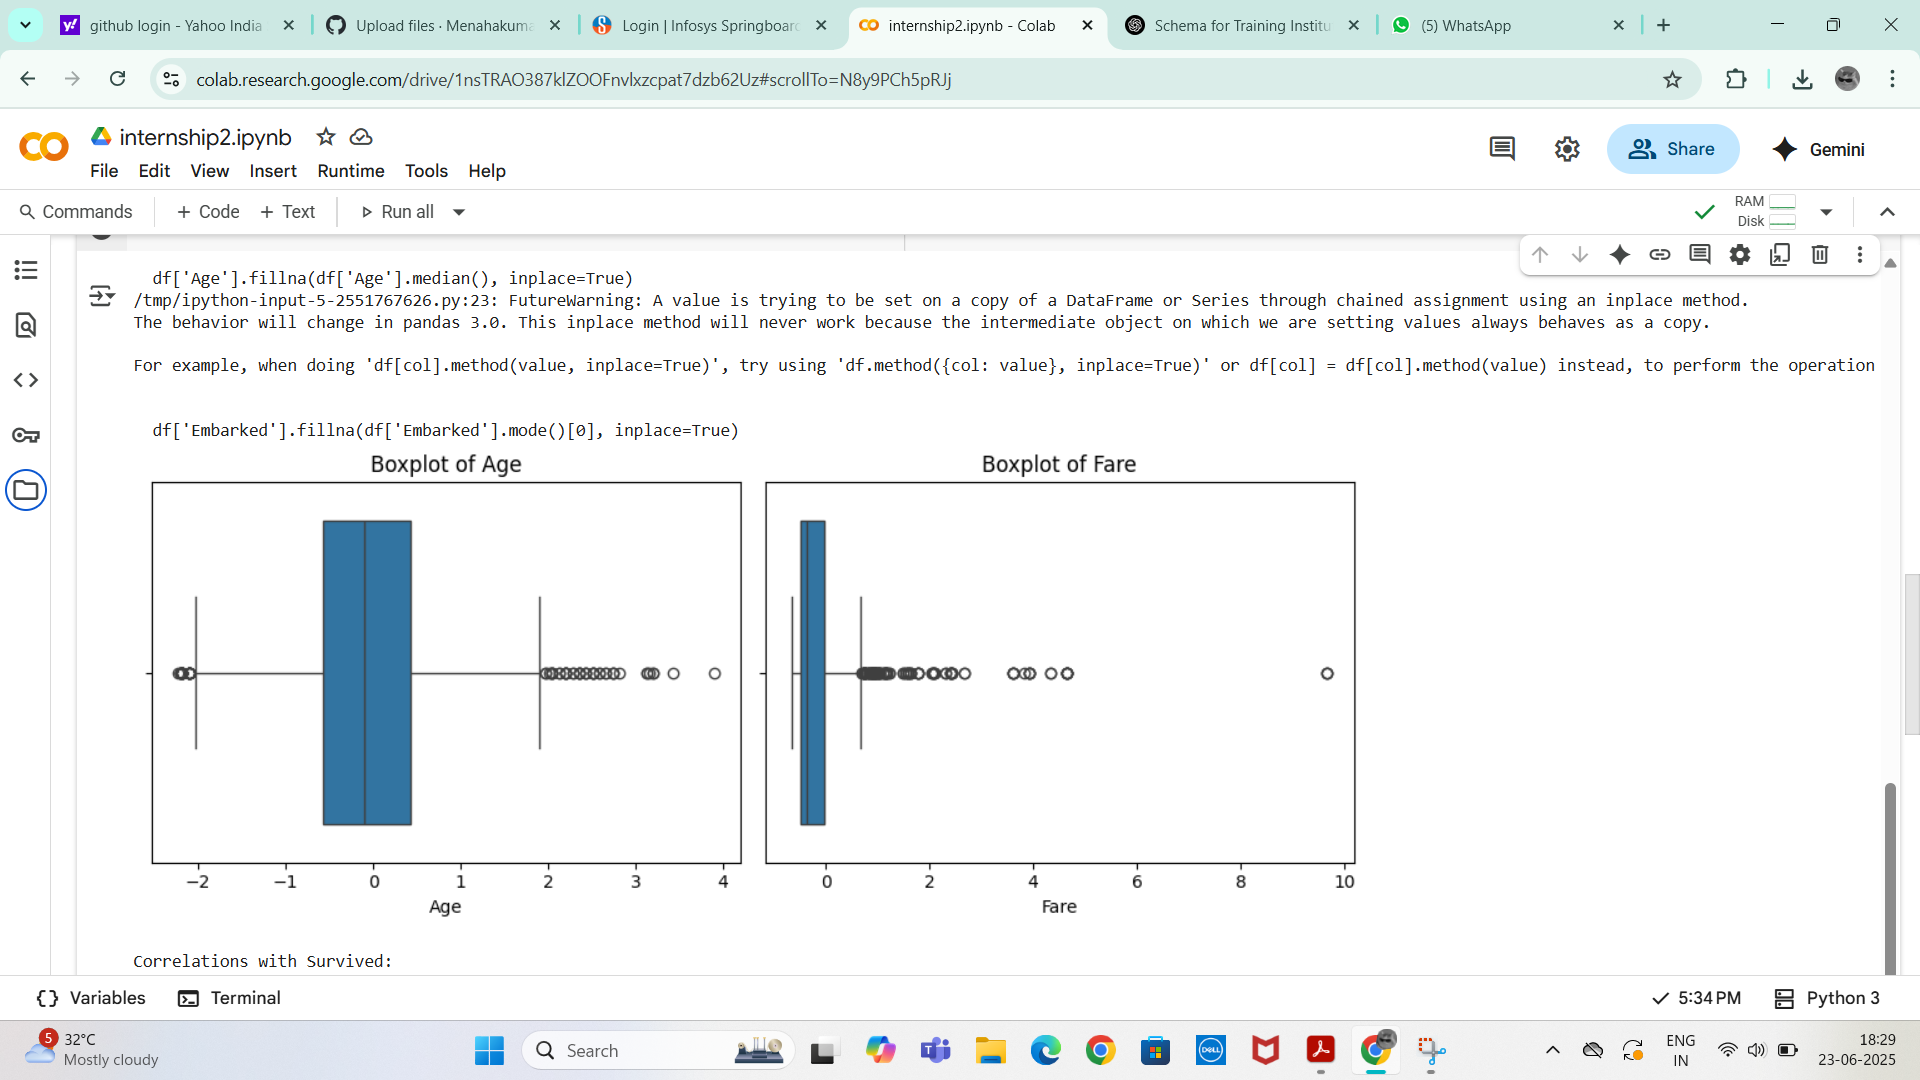 github login - Yahoo India
Upload files · Menahakuma
Login | Infosys Springboard
internship2.ipynb - Colab
Schema for Training Institu
(5) WhatsApp
colab.research.google.com/drive/1nsTRAO387klZOOFnvlxzcpat7dzb62Uz#scrollTo=N8y9PCh5pRJj
CO
internship2.ipynb
Share
Gemini
File Edit View Insert Runtime Tools Help
Commands + Code + Text Run all
RAM
Disk
df['Age'].fillna(df['Age'].median(), inplace=True)
/tmp/ipython-input-5-2551767626.py:23: FutureWarning: A value is trying to be set on a copy of a DataFrame or Series through chained assignment using an inplace method.
The behavior will change in pandas 3.0. This inplace method will never work because the intermediate object on which we are setting values always behaves as a copy.
For example, when doing 'df[col].method(value, inplace=True)', try using 'df.method({col: value}, inplace=True)' or df[col] = df[col].method(value) instead, to perform the operation
df['Embarked'].fillna(df['Embarked'].mode()[0], inplace=True)
Boxplot of Age
Boxplot of Fare
−2 −1 0 1 2 3 4
0 2 4 6 8 10
Age
Fare
Correlations with Survived:
Variables
Terminal
5:34 PM
Python 3
5
32°C
Mostly cloudy
Search
DELL
ENG
IN
18:29
23-06-2025